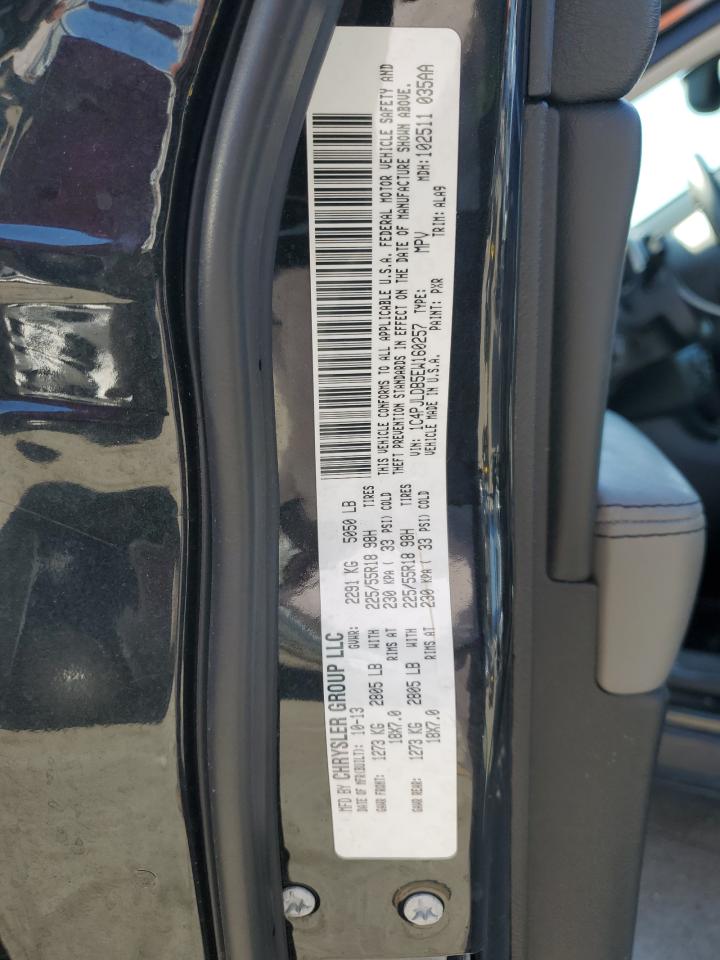 MFD BY CHRYSLER GROUP LLC
DATE OF MFR(BUILT): 10-13 GVWR: 2291 KG 5050 LB
GAWR FRONT: 1273 KG 2805 LB WITH 225/55R18 98H TIRES
18X7.0 RIMS AT 230 KPA( 33 PSI) COLD
GAWR REAR: 1273 KG 2805 LB WITH 225/55R18 98H TIRES
18X7.0 RIMS AT 230 KPA( 33 PSI) COLD
THIS VEHICLE CONFORMS TO ALL APPLICABLE U.S.A. FEDERAL MOTOR VEHICLE SAFETY AND
THEFT PREVENTION STANDARDS IN EFFECT ON THE DATE OF MANUFACTURE SHOWN ABOVE.
VIN: 1C4PJLDB5EW160257 TYPE: MPV MDH:102511 035AA
VEHICLE MADE IN U.S.A. PAINT: PXR TRIM: ALA9